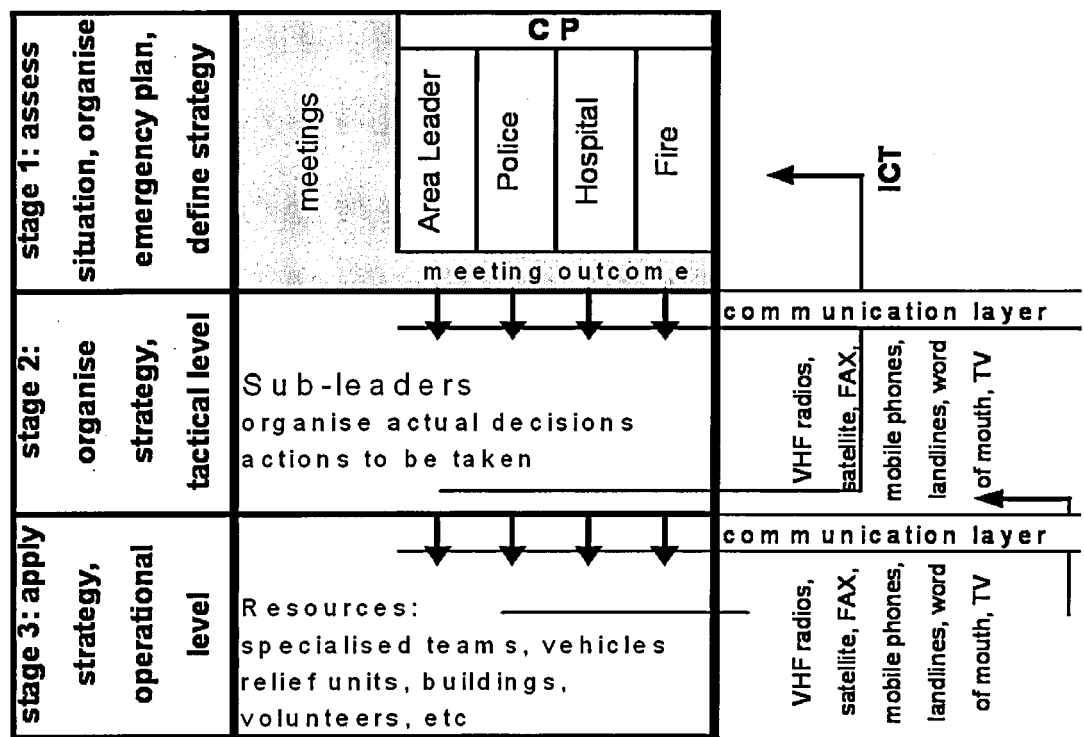 stage 1: assess
situation, organise
emergency plan,
define strategy
meetings
CP
Area Leader
Police
Hospital
Fire
meeting outcome
ICT
communication layer
stage 2:
organise
strategy,
tactical level
Sub-leaders
organise actual decisions
actions to be taken
VHF radios,
satellite, FAX,
mobile phones,
landlines, word
of mouth, TV
communication layer
stage 3: apply
strategy,
operational
level
Resources:
specialised teams, vehicles
relief units, buildings,
volunteers, etc
VHF radios,
satellite, FAX,
mobile phones,
landlines, word
of mouth, TV